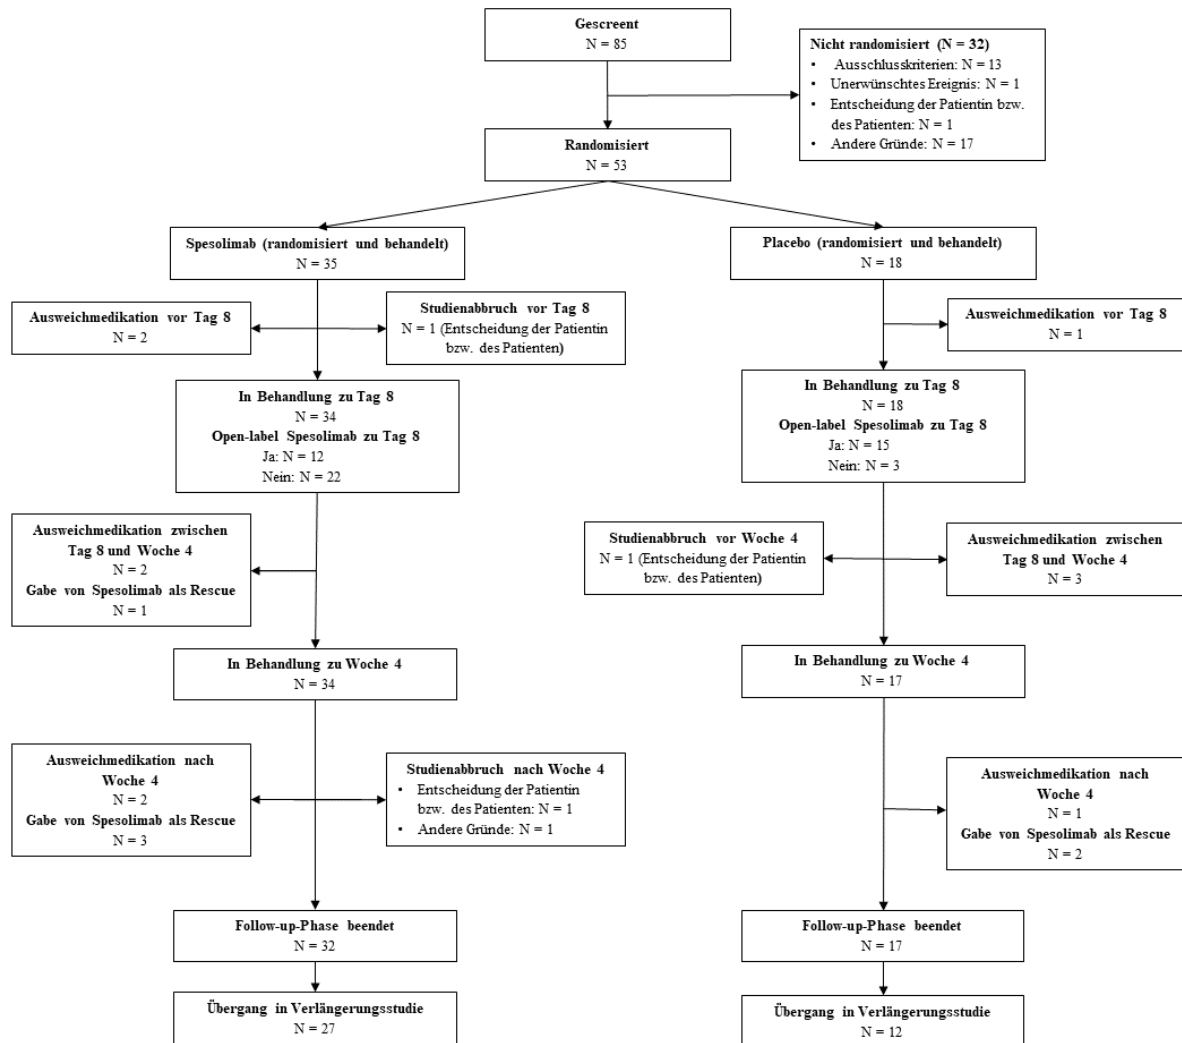 Gescreent
N = 85
Nicht randomisiert (N = 32)
• Ausschlusskriterien: N = 13
• Unerwünschtes Ereignis: N = 1
• Entscheidung der Patientin bzw.
des Patienten: N = 1
• Andere Gründe: N = 17
Randomisiert
N = 53
Spesolimab (randomisiert und behandelt)
N = 35
Placebo (randomisiert und behandelt)
N = 18
Ausweichmedikation vor Tag 8
N = 2
Studienabbruch vor Tag 8
N = 1 (Entscheidung der Patientin
bzw. des Patienten)
Ausweichmedikation vor Tag 8
N = 1
In Behandlung zu Tag 8
N = 34
Open-label Spesolimab zu Tag 8
Ja: N = 12
Nein: N = 22
In Behandlung zu Tag 8
N = 18
Open-label Spesolimab zu Tag 8
Ja: N = 15
Nein: N = 3
Ausweichmedikation zwischen
Tag 8 und Woche 4
N = 2
Gabe von Spesolimab als Rescue
N = 1
Studienabbruch vor Woche 4
N = 1 (Entscheidung der Patientin
bzw. des Patienten)
Ausweichmedikation zwischen
Tag 8 und Woche 4
N = 3
In Behandlung zu Woche 4
N = 34
In Behandlung zu Woche 4
N = 17
Ausweichmedikation nach
Woche 4
N = 2
Gabe von Spesolimab als Rescue
N = 3
Studienabbruch nach Woche 4
• Entscheidung der Patientin
bzw. des Patienten: N = 1
• Andere Gründe: N = 1
Ausweichmedikation nach
Woche 4
N = 1
Gabe von Spesolimab als Rescue
N = 2
Follow-up-Phase beendet
N = 32
Follow-up-Phase beendet
N = 17
Übergang in Verlängerungsstudie
N = 27
Übergang in Verlängerungsstudie
N = 12